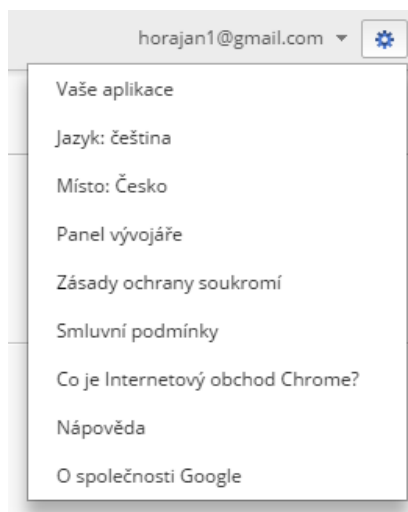 horajan1@gmail.com
Vaše aplikace
Jazyk: čeština
Místo: Česko
Panel vývojáře
Zásady ochrany soukromí
Smluvní podmínky
Co je Internetový obchod Chrome?
Nápověda
O společnosti Google